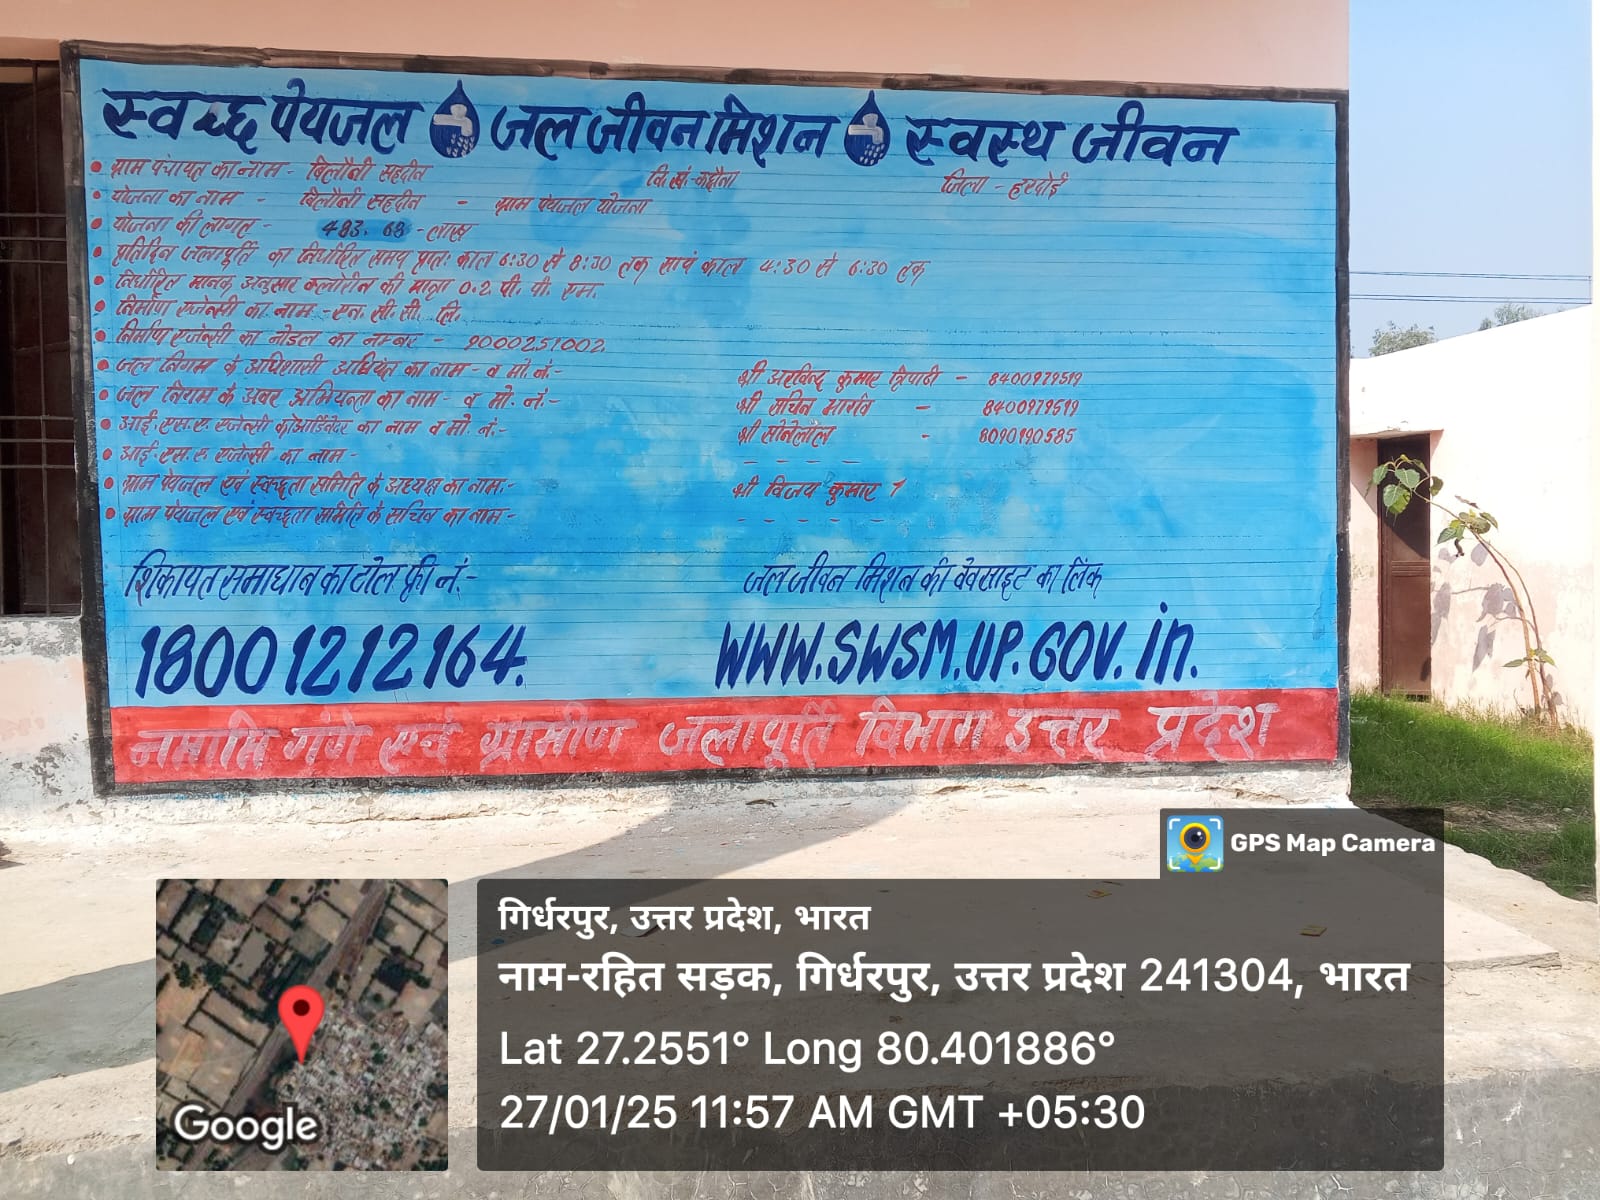 स्वच्छ पेयजल जल जीवन मिशन स्वस्थ जीवन
ग्राम पंचायत का नाम - बिलौनी सहदीन वि.खं.- जिला - हरदोई
योजना का नाम - बिलौनी सहदीन - ग्राम पेयजल योजना
योजना की लागत - 483.68 - लाख
प्रतिदिन जलापूर्ति का निर्धारित समय प्रातः काल 6:30 से 8:30 तक सायं काल 4:30 से 6:30 तक
निर्धारित मानक अनुसार क्लोरीन की मात्रा 0.2 पी. पी. एम.
निर्माण एजेन्सी का नाम - एन. सी. सी. लि.
निर्माण एजेन्सी का नोडल का नम्बर - 9000251002
जल निगम के अधिशासी का नाम - व मो. नं.- श्री अरविन्द कुमार त्रिपाठी - 8400979519
जल निगम के अवर अभियन्ता का नाम - व मो. नं.- श्री सचिन भार्गव - 8400979519
आई.एस.ए. एजेन्सी का नाम व मो. नं.- श्री सोनेलाल - 8090190585
आई.एस.ए एजेन्सी का नाम -
ग्राम पेयजल एवं स्वच्छता समिति के अध्यक्ष का नाम:- श्री विजय कुमार
ग्राम पेयजल एवं स्वच्छता समिति के सचिव का नाम -
शिकायत समाधान का टोल फ्री नं:- जल जीवन मिशन की वेवसाइट का लिंक
18001212164. WWW.SWSM.UP.GOV.in.
नमामि गंगे एवं ग्रामीण जलापूर्ति विभाग उत्तर प्रदेश
GPS Map Camera
गिर्धरपुर, उत्तर प्रदेश, भारत
नाम-रहित सड़क, गिर्धरपुर, उत्तर प्रदेश 241304, भारत
Lat 27.2551° Long 80.401886°
27/01/25 11:57 AM GMT +05:30
Google